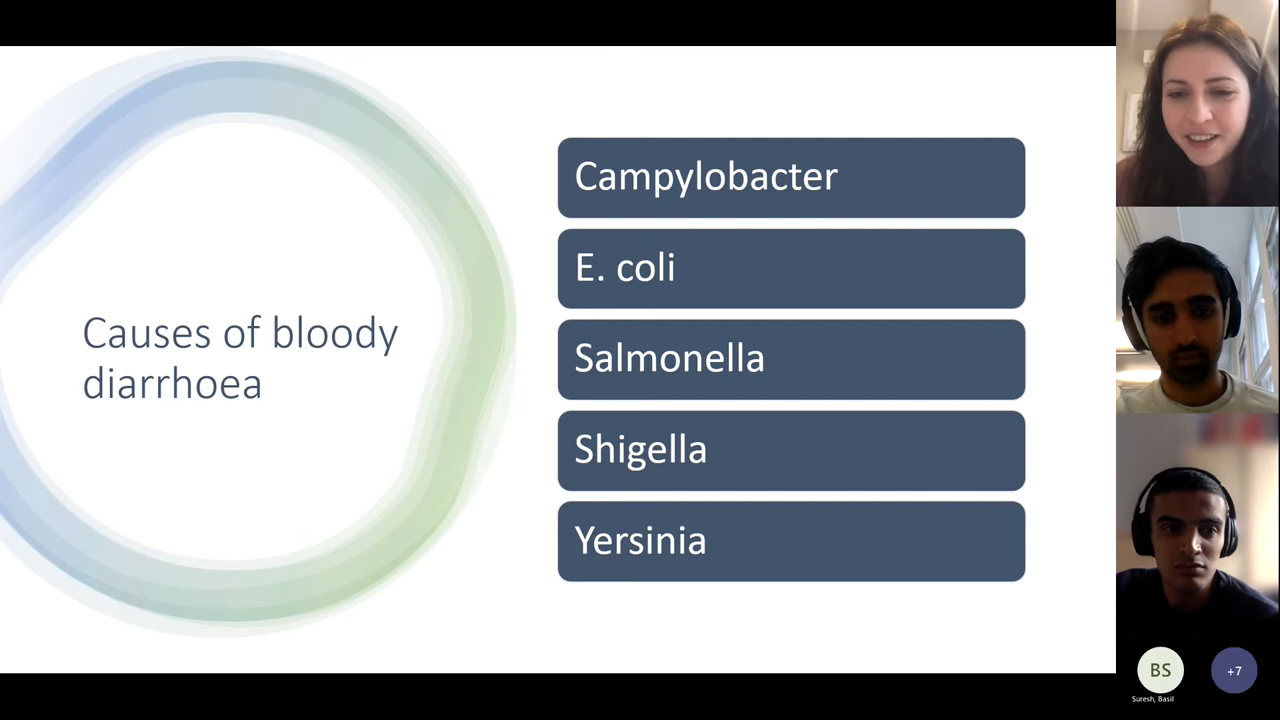 Causes of bloody
diarrhoea
Campylobacter
E. coli
Salmonella
Shigella
Yersinia
BS
+7
Suresh, Basil